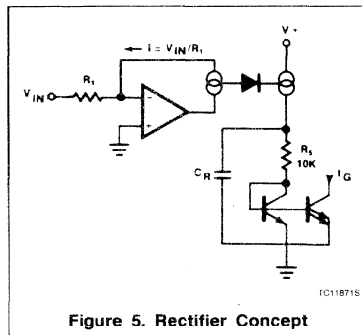 V+
i = VIN/R1
R1
VIN
−
+
R5
10K
IG
CR
TC11871S
Figure 5. Rectifier Concept